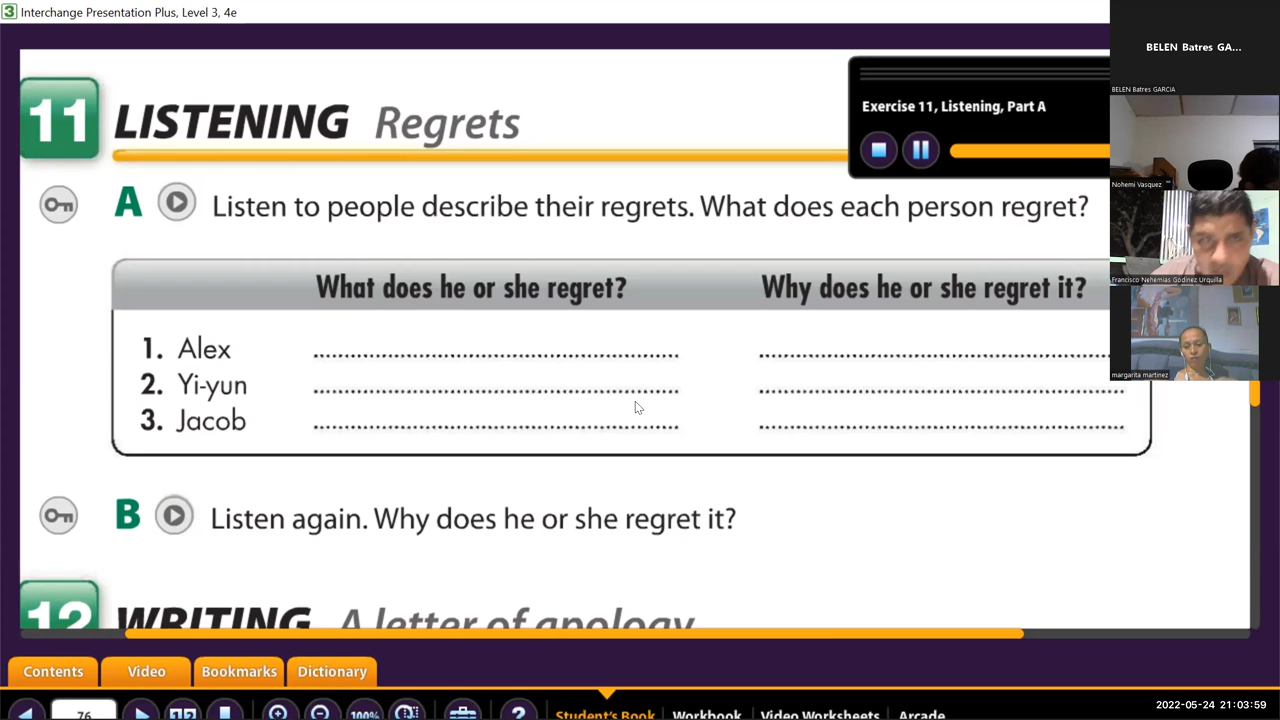 Interchange Presentation Plus, Level 3, 4e
BELEN Batres GA...
BELEN Batres GARCIA
11 LISTENING Regrets
Exercise 11, Listening, Part A
Nohemi Vasquez
A Listen to people describe their regrets. What does each person regret?
Francisco Nehemias Godinez Urquilla
What does he or she regret? Why does he or she regret it?
1. Alex
margarita martinez
2. Yi-yun
3. Jacob
B Listen again. Why does he or she regret it?
12 WRITING A letter of apology
Contents Video Bookmarks Dictionary
76 100% ? Student's Book Workbook Video Worksheets Arcade
2022-05-24 21:03:59